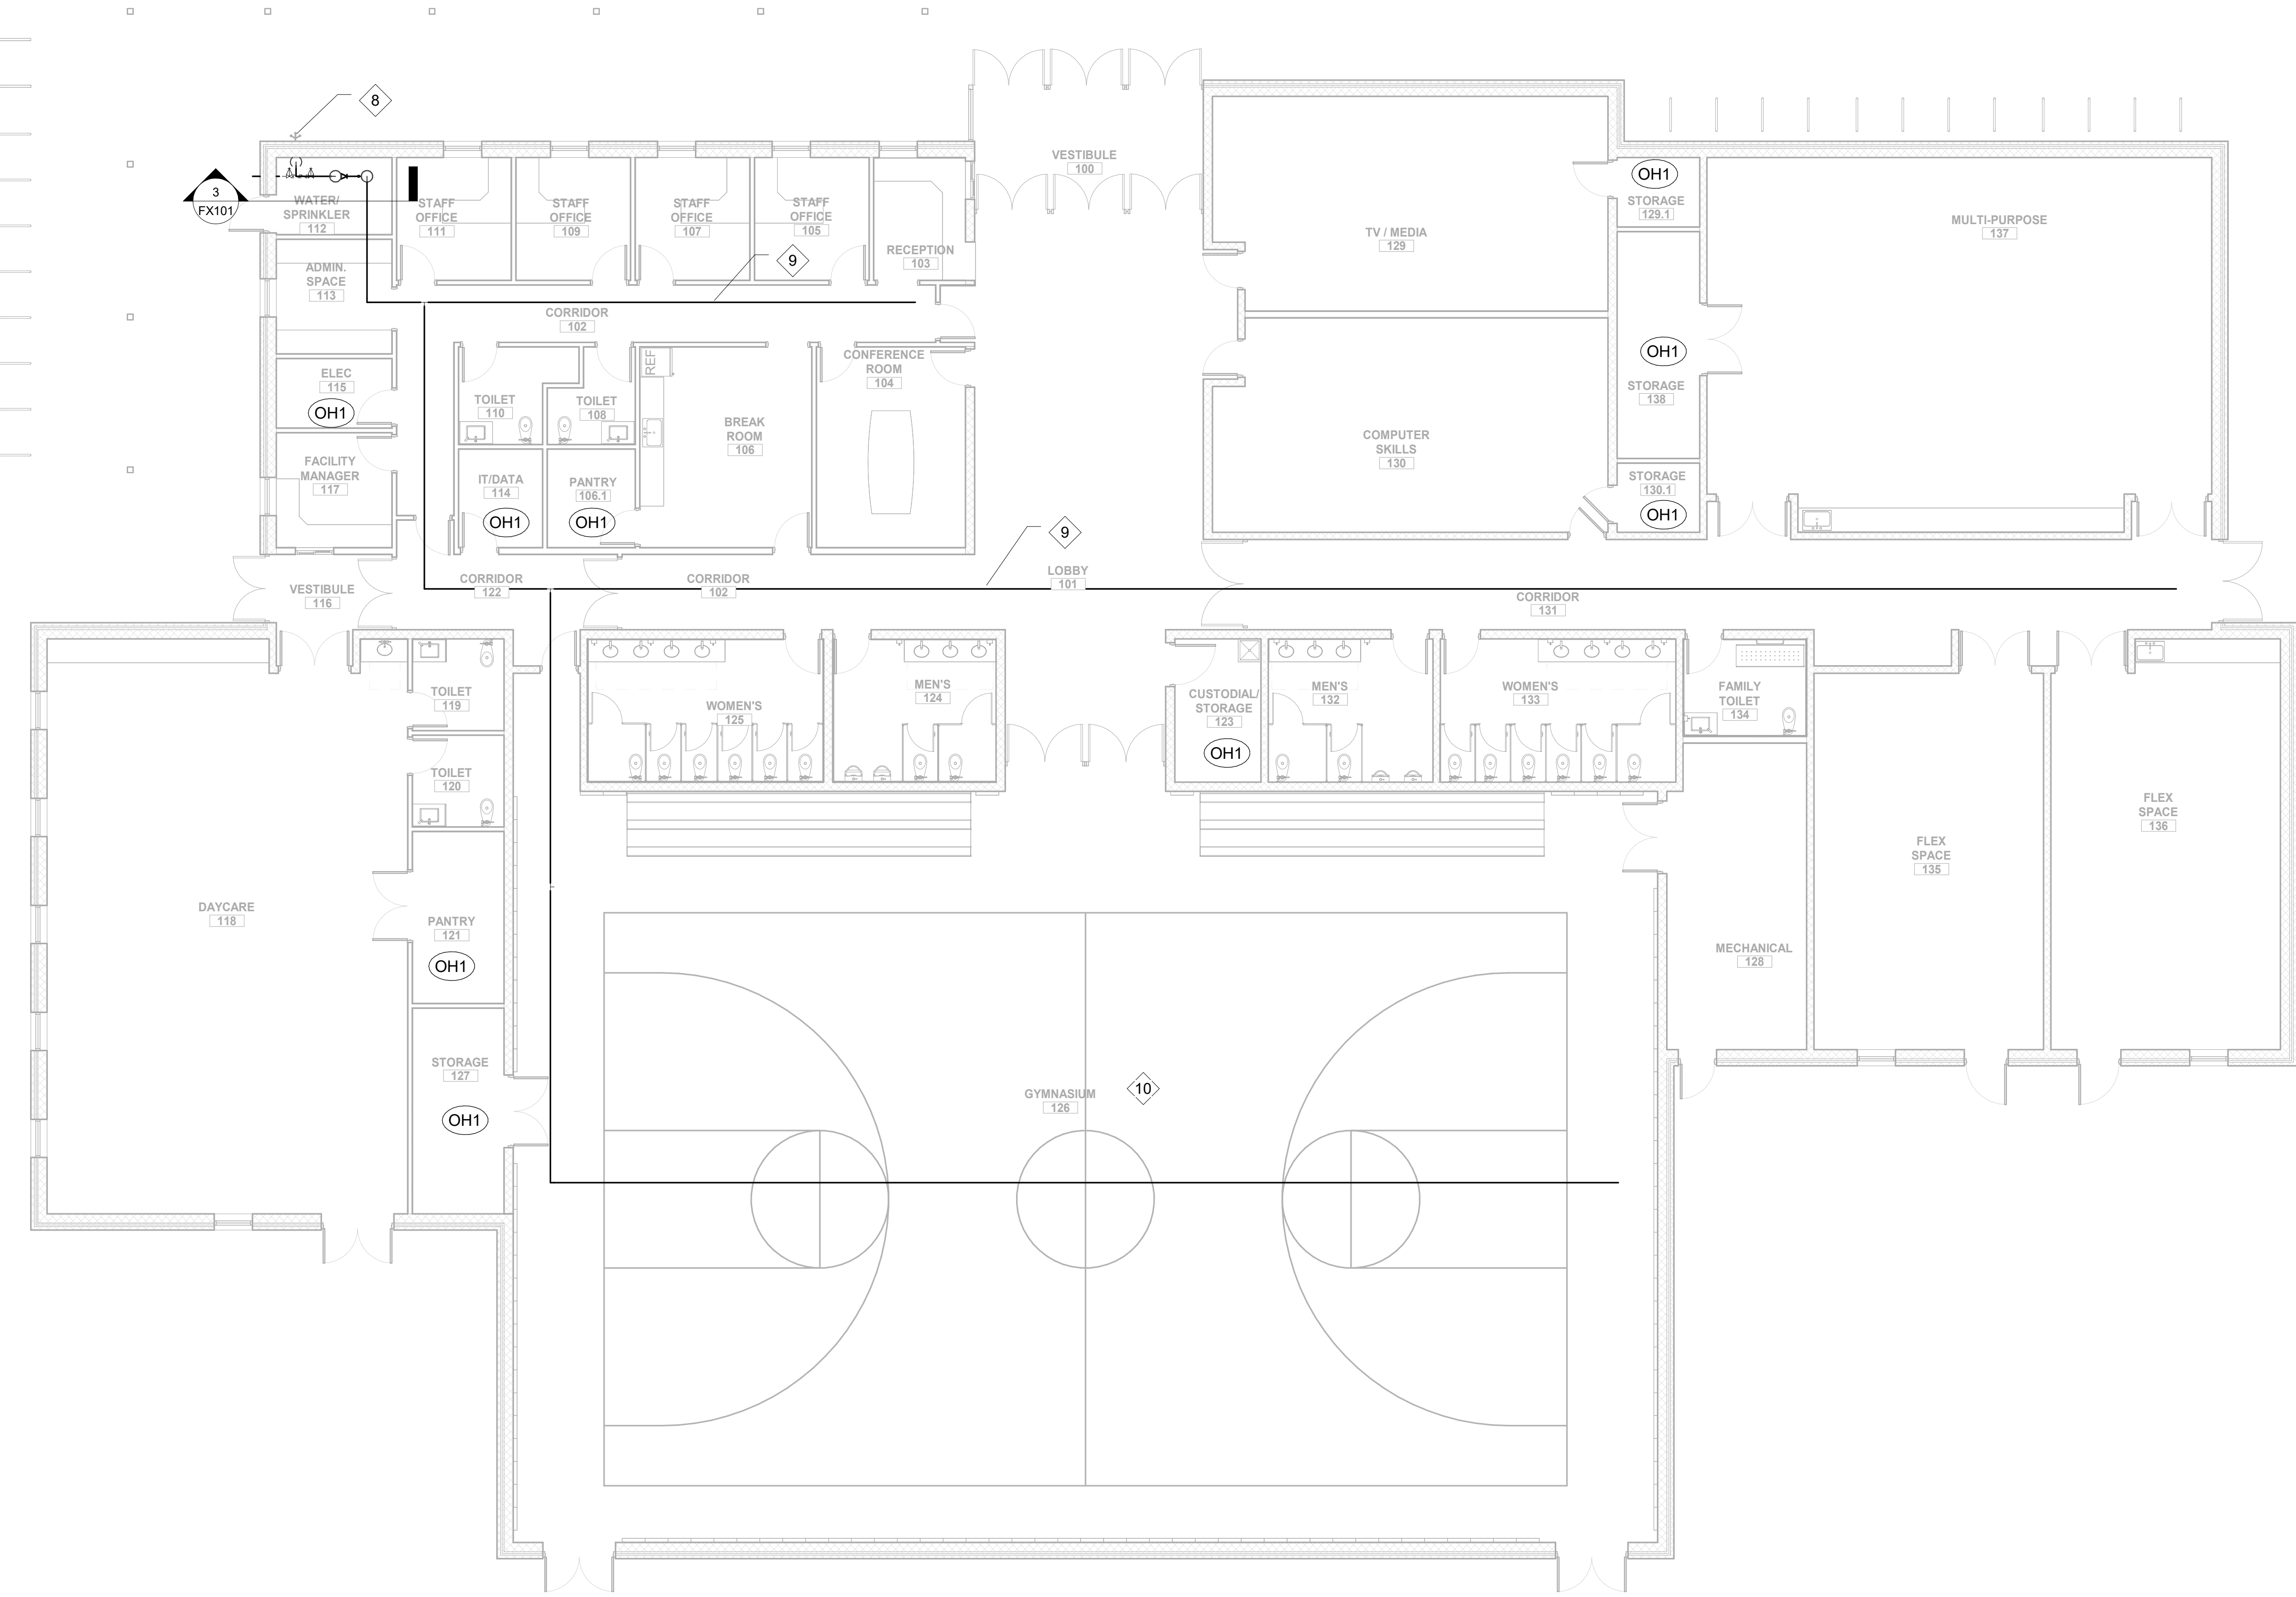 8
3
FX101
WATER/
SPRINKLER
112
STAFF
OFFICE
111
STAFF
OFFICE
109
STAFF
OFFICE
107
STAFF
OFFICE
105
RECEPTION
103
VESTIBULE
100
TV / MEDIA
129
OH1
STORAGE
129.1
MULTI-PURPOSE
137
9
ADMIN.
SPACE
113
CORRIDOR
102
ELEC
115
OH1
TOILET
110
TOILET
108
REF
BREAK
ROOM
106
CONFERENCE
ROOM
104
OH1
STORAGE
138
COMPUTER
SKILLS
130
FACILITY
MANAGER
117
IT/DATA
114
OH1
PANTRY
106.1
OH1
STORAGE
130.1
OH1
9
VESTIBULE
116
CORRIDOR
122
CORRIDOR
102
LOBBY
101
CORRIDOR
131
TOILET
119
WOMEN'S
125
MEN'S
124
CUSTODIAL/
STORAGE
123
OH1
MEN'S
132
WOMEN'S
133
FAMILY
TOILET
134
TOILET
120
FLEX
SPACE
136
FLEX
SPACE
135
DAYCARE
118
PANTRY
121
OH1
MECHANICAL
128
STORAGE
127
OH1
GYMNASIUM
126
10